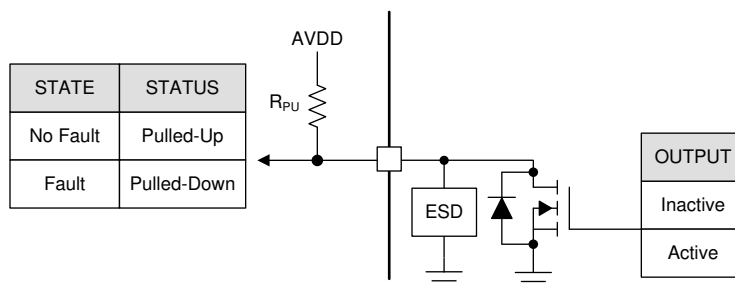 AVDD
STATE STATUS
R_PU
No Fault Pulled-Up
Fault Pulled-Down
ESD
OUTPUT
Inactive
Active